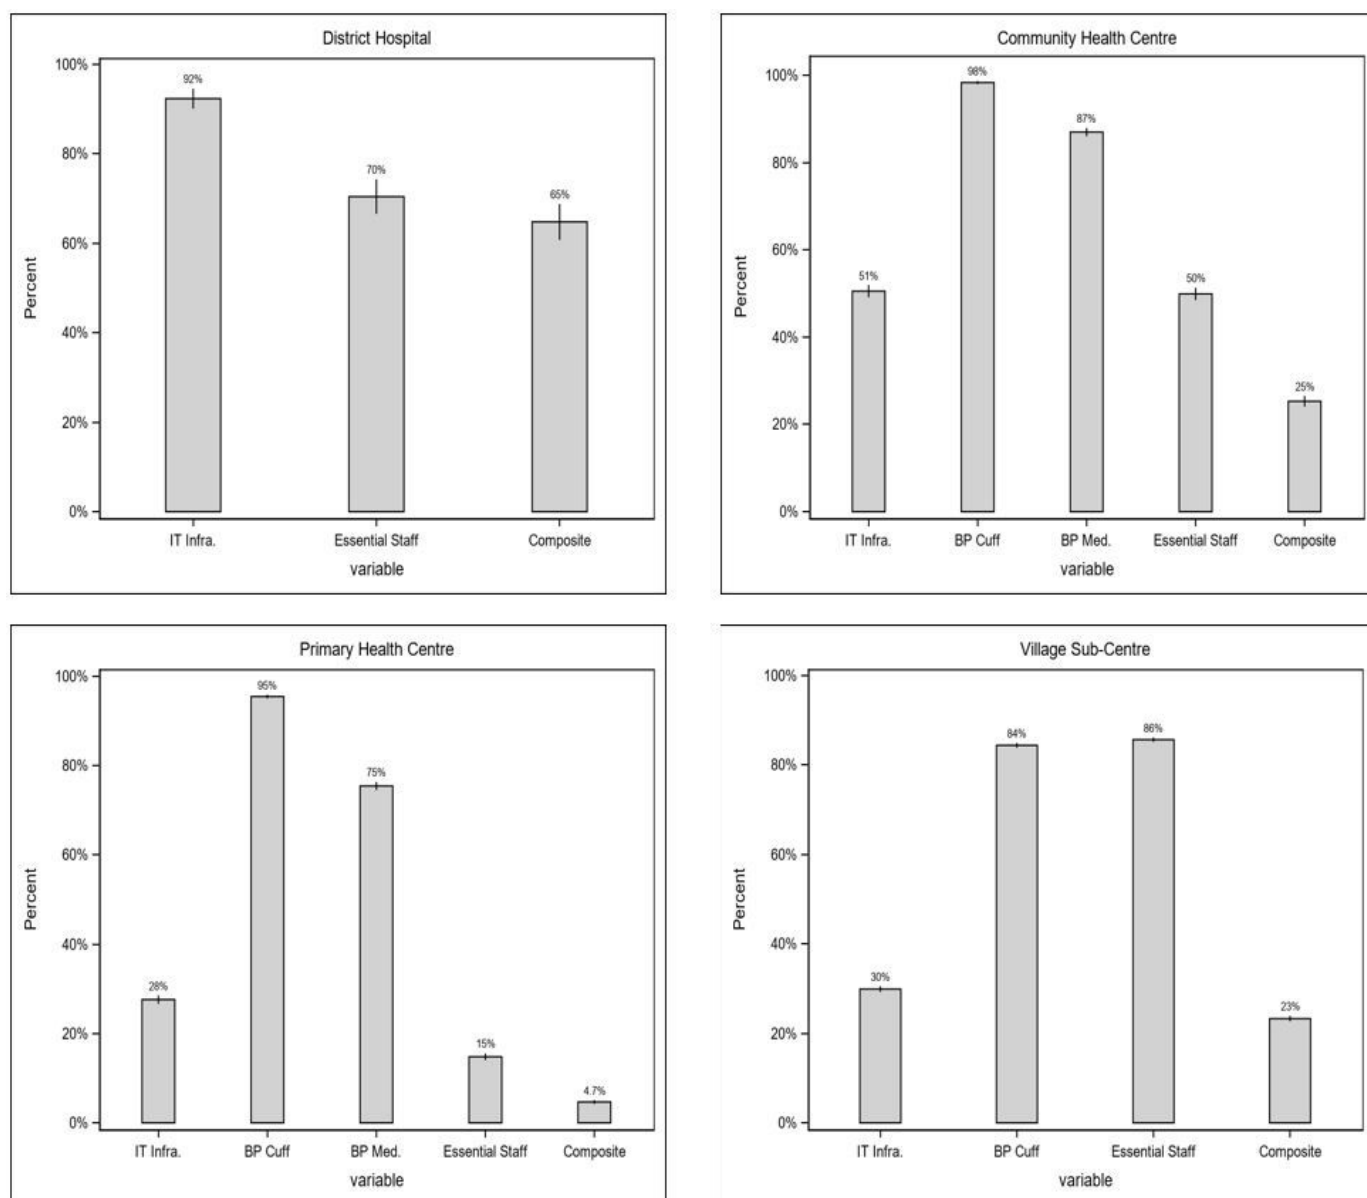 District Hospital
100%
80%
60%
40%
20%
0%
Percent
92%
70%
65%
IT Infra.
Essential Staff
Composite
variable
Community Health Centre
100%
80%
60%
40%
20%
0%
Percent
51%
98%
87%
50%
25%
IT Infra.
BP Cuff
BP Med.
Essential Staff
Composite
variable
Primary Health Centre
100%
80%
60%
40%
20%
0%
Percent
28%
95%
75%
15%
4.7%
IT Infra.
BP Cuff
BP Med.
Essential Staff
Composite
variable
Village Sub-Centre
100%
80%
60%
40%
20%
0%
Percent
30%
84%
86%
23%
IT Infra.
BP Cuff
Essential Staff
Composite
variable